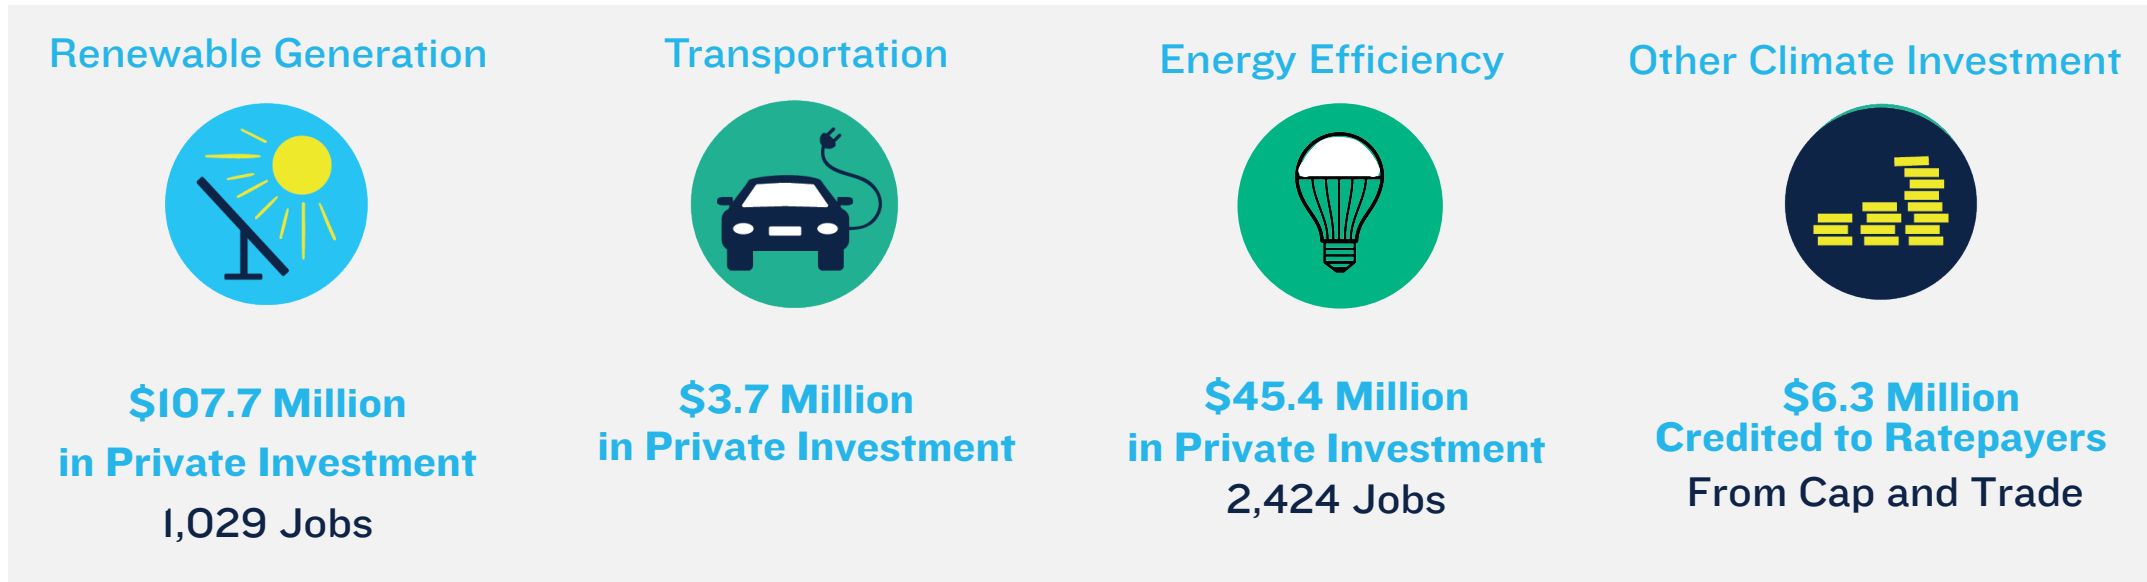 Renewable Generation
$107.7 Million
in Private Investment
1,029 Jobs
Transportation
$3.7 Million
in Private Investment
Energy Efficiency
$45.4 Million
in Private Investment
2,424 Jobs
Other Climate Investment
$6.3 Million
Credited to Ratepayers
From Cap and Trade